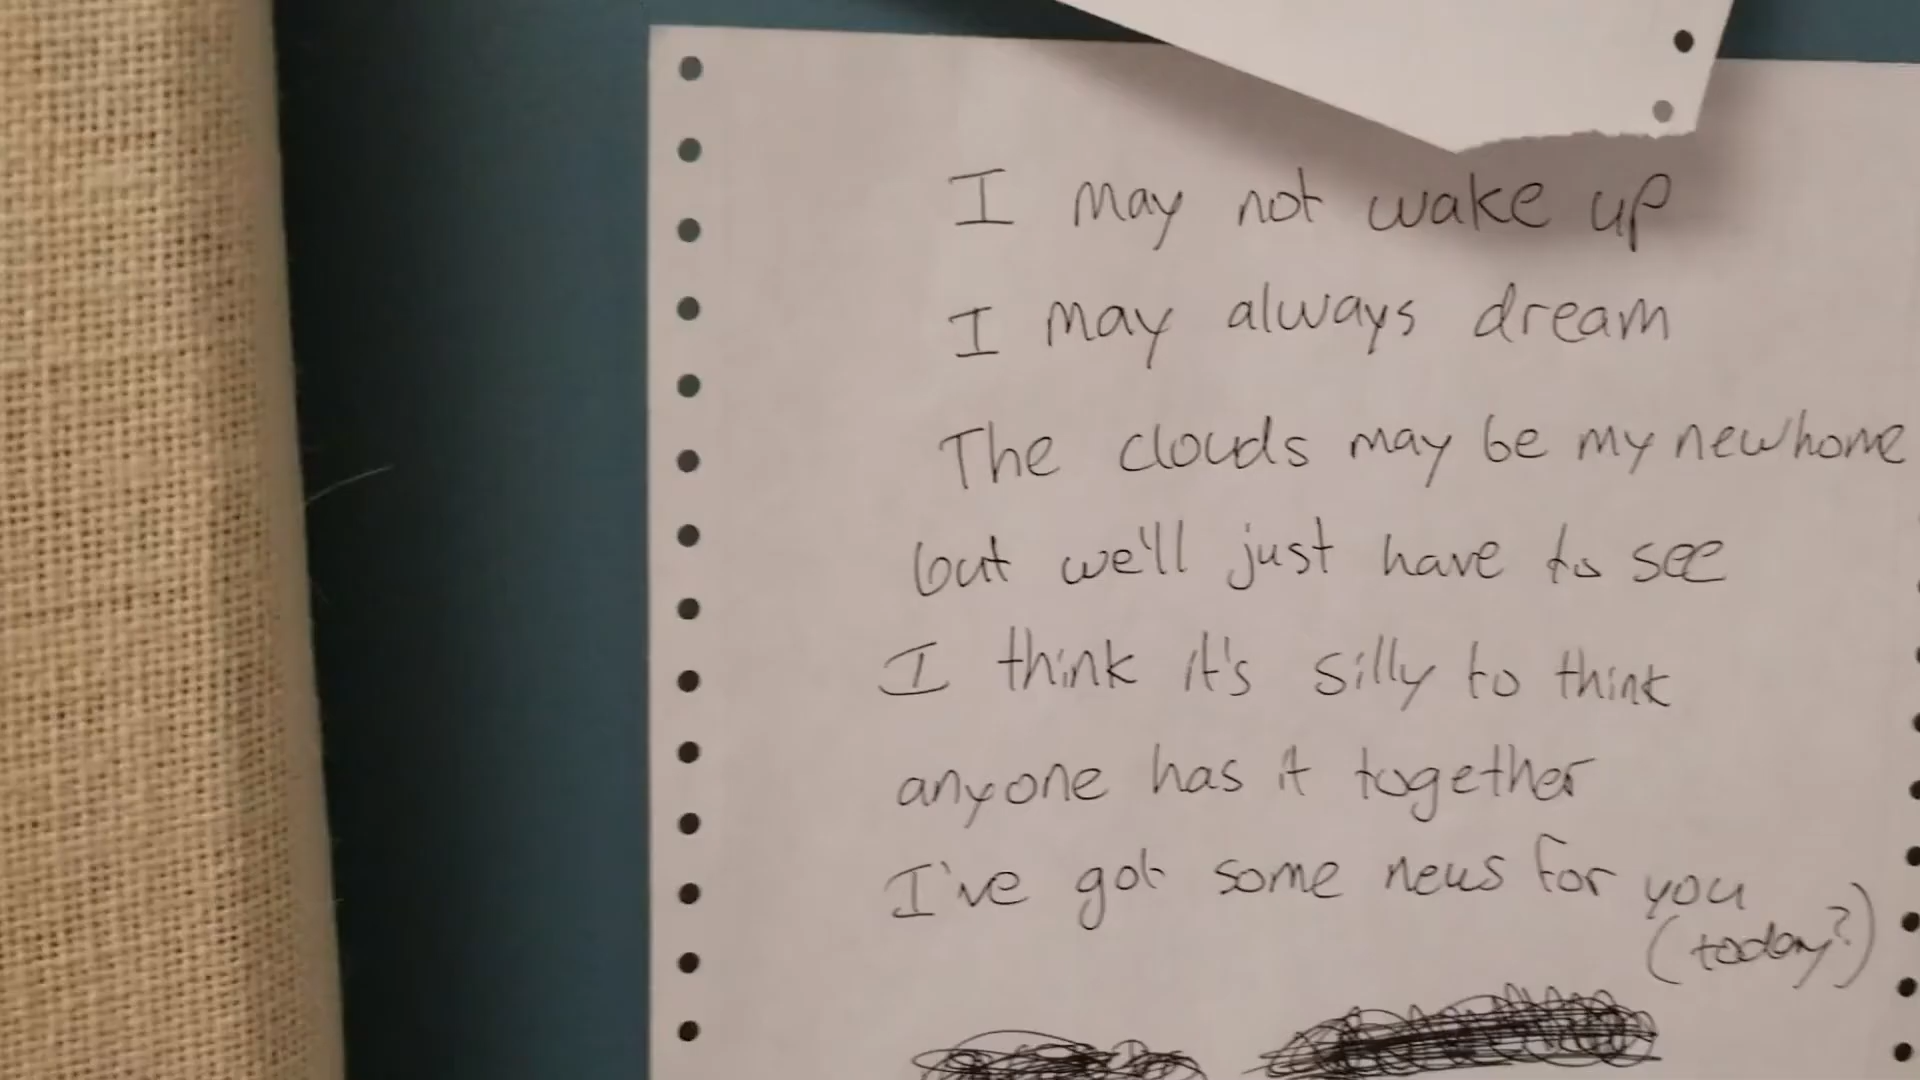 I may not wake up
I may always dream
The clouds may be my new home
but we'll just have to see
I think it's silly to think
anyone has it together
I've got some news for you
(today?)